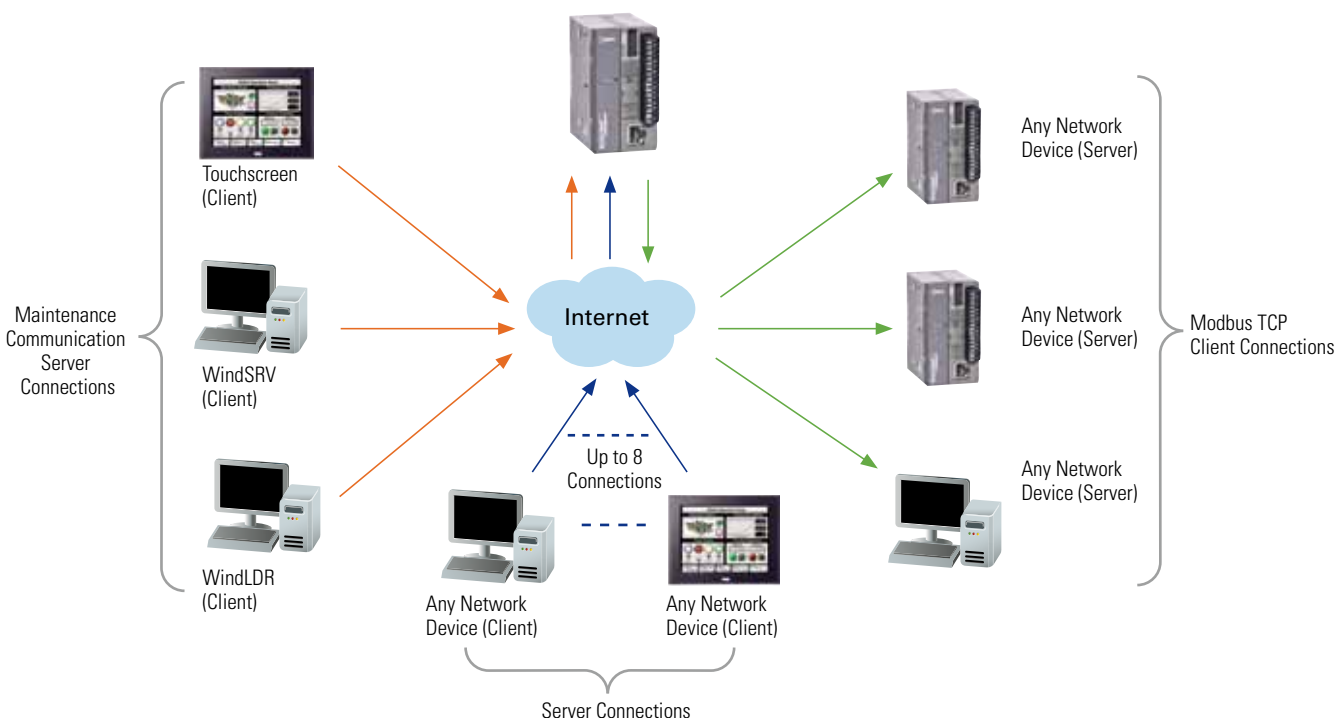 Touchscreen
(Client)
WindSRV
(Client)
WindLDR
(Client)
Maintenance
Communication
Server
Connections
Internet
Up to 8
Connections
Any Network
Device (Client)
Any Network
Device (Client)
Server Connections
Any Network
Device (Server)
Any Network
Device (Server)
Any Network
Device (Server)
Modbus TCP
Client Connections